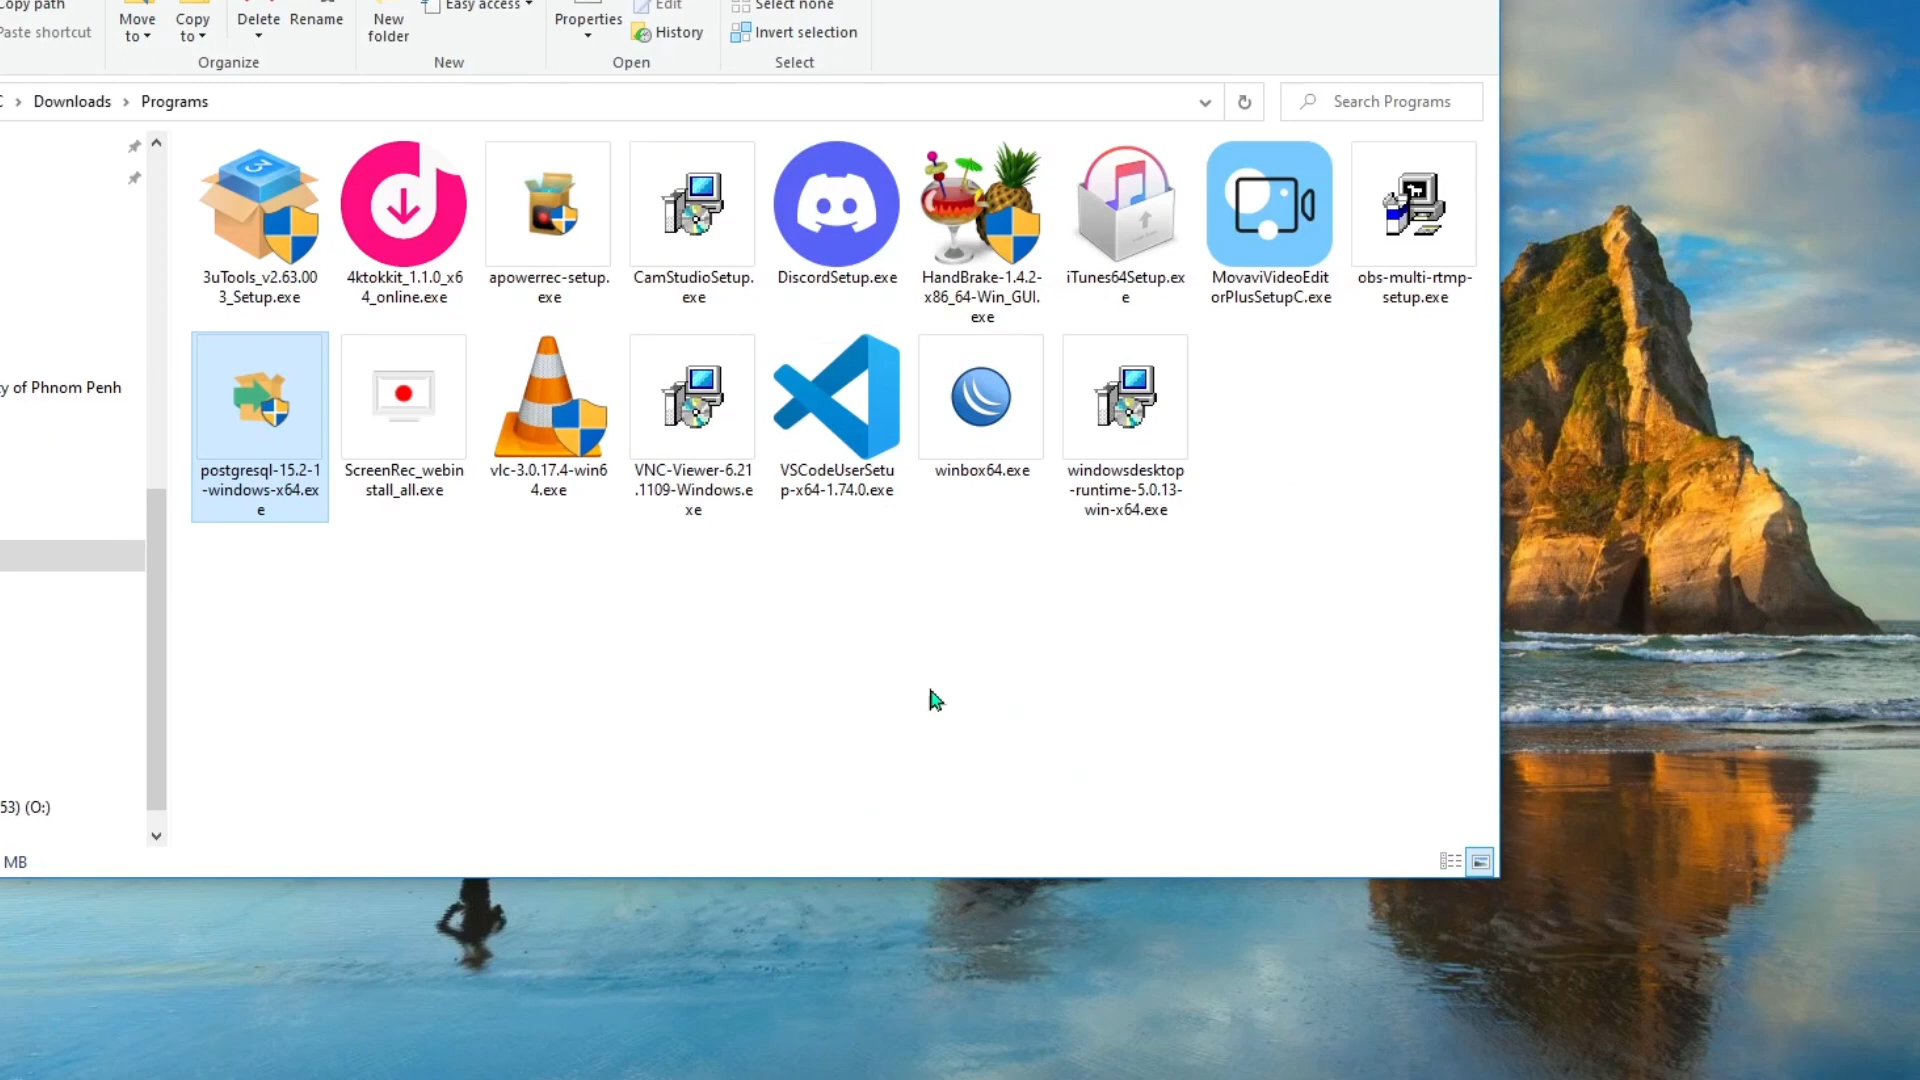 Copy path
Easy access
Edit
Select none
Move to
Copy to
Delete
Rename
New folder
Properties
Paste shortcut
History
Invert selection
Organize
New
Open
Select
Downloads > Programs
Search Programs
3uTools_v2.63.00
3_Setup.exe
4ktokkit_1.1.0_x6
4_online.exe
apowerrec-setup.
exe
CamStudioSetup.
exe
DiscordSetup.exe
HandBrake-1.4.2-
x86_64-Win_GUI.
exe
iTunes64Setup.ex
e
MovaviVideoEdit
orPlusSetupC.exe
obs-multi-rtmp-
setup.exe
ty of Phnom Penh
postgresql-15.2-1
-windows-x64.ex
e
ScreenRec_webin
stall_all.exe
vlc-3.0.17.4-win6
4.exe
VNC-Viewer-6.21
.1109-Windows.e
xe
VSCodeUserSetu
p-x64-1.74.0.exe
winbox64.exe
windowsdesktop
-runtime-5.0.13-
win-x64.exe
53) (O:)
MB